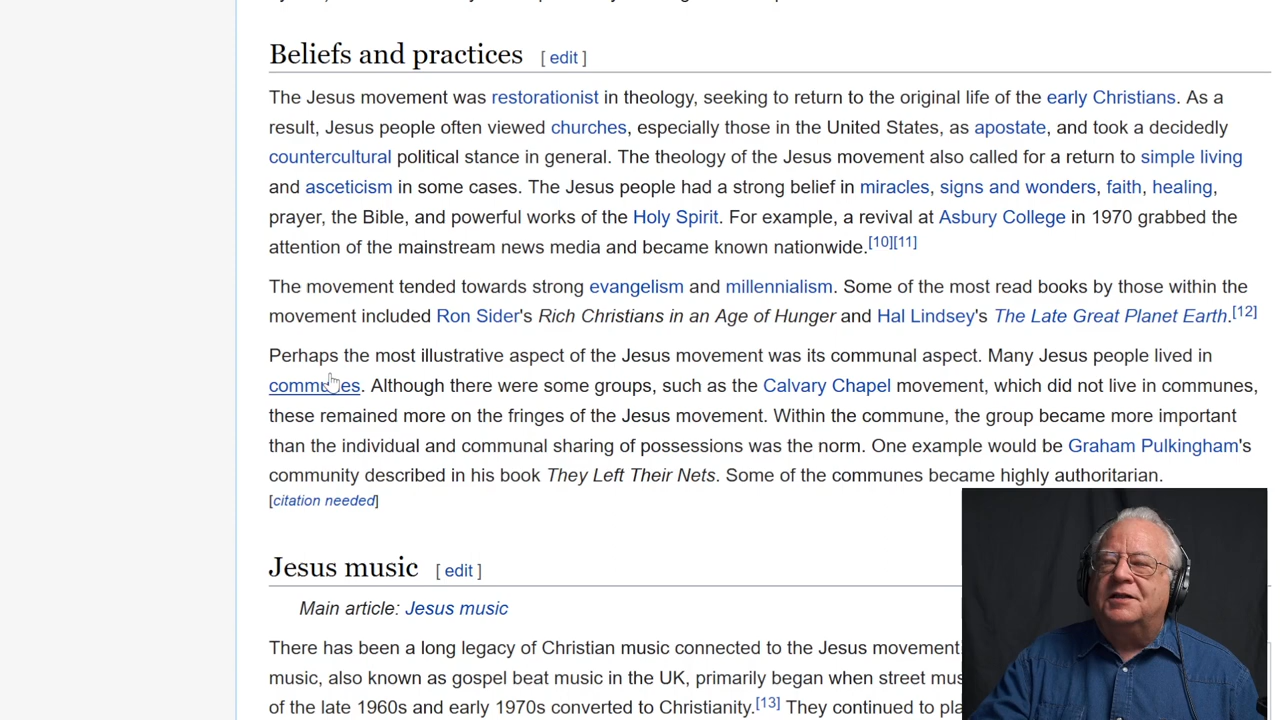 Beliefs and practices [ edit ]
The Jesus movement was restorationist in theology, seeking to return to the original life of the early Christians. As a
result, Jesus people often viewed churches, especially those in the United States, as apostate, and took a decidedly
countercultural political stance in general. The theology of the Jesus movement also called for a return to simple living
and asceticism in some cases. The Jesus people had a strong belief in miracles, signs and wonders, faith, healing,
prayer, the Bible, and powerful works of the Holy Spirit. For example, a revival at Asbury College in 1970 grabbed the
attention of the mainstream news media and became known nationwide.[10][11]
The movement tended towards strong evangelism and millennialism. Some of the most read books by those within the
movement included Ron Sider's Rich Christians in an Age of Hunger and Hal Lindsey's The Late Great Planet Earth.[12]
Perhaps the most illustrative aspect of the Jesus movement was its communal aspect. Many Jesus people lived in
communes. Although there were some groups, such as the Calvary Chapel movement, which did not live in communes,
these remained more on the fringes of the Jesus movement. Within the commune, the group became more important
than the individual and communal sharing of possessions was the norm. One example would be Graham Pulkingham's
community described in his book They Left Their Nets. Some of the communes became highly authoritarian.
[citation needed]
Jesus music [ edit ]
Main article: Jesus music
There has been a long legacy of Christian music connected to the Jesus movement
music, also known as gospel beat music in the UK, primarily began when street
of the late 1960s and early 1970s converted to Christianity.[13] They continued to